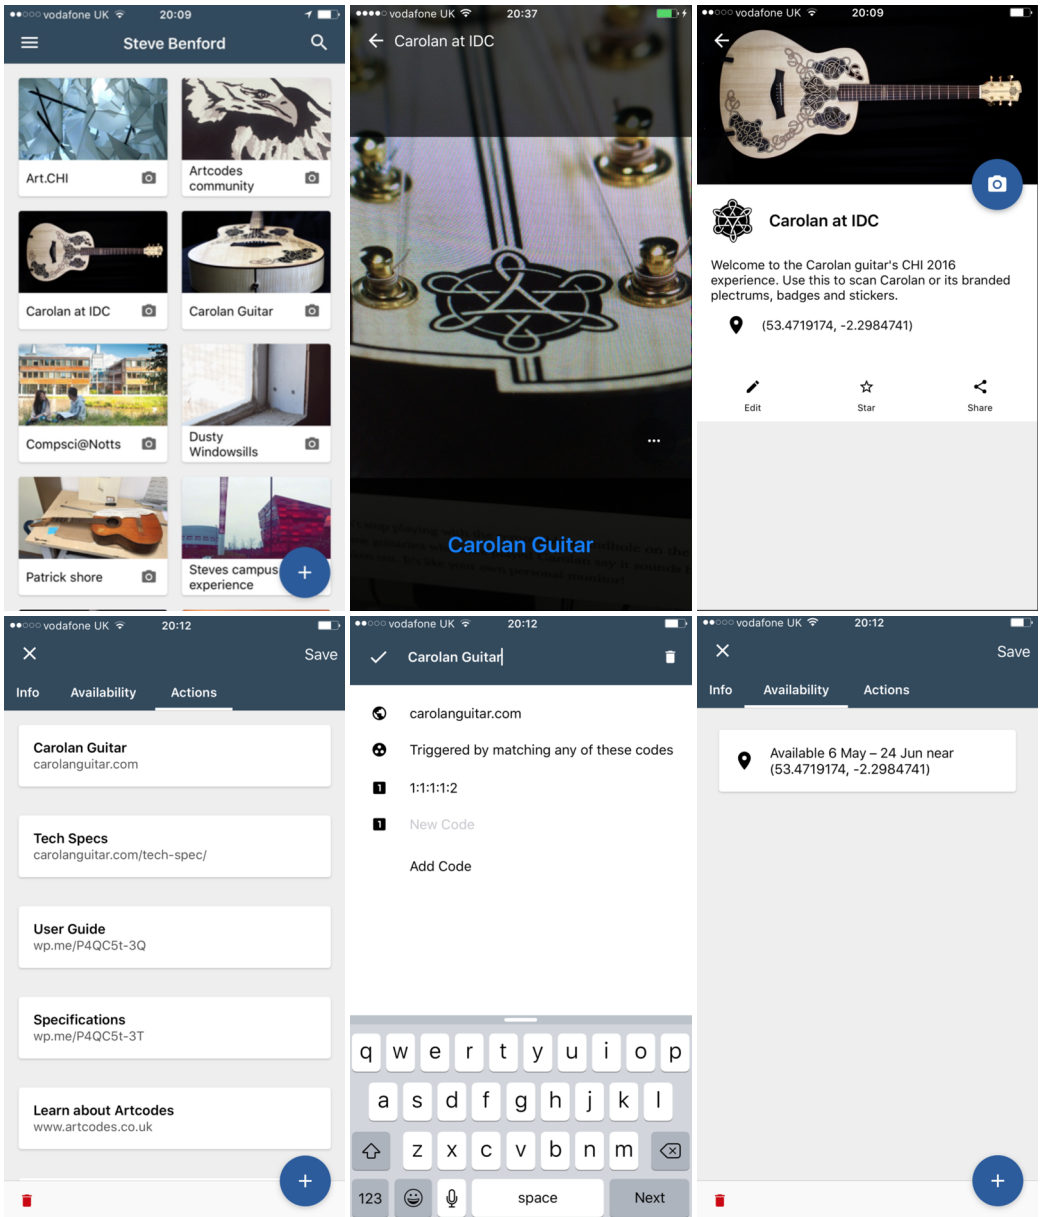 vodafone UK 20:09
Steve Benford
Art.CHI
Artcodes
community
Carolan at IDC
Carolan Guitar
Compsci@Notts
Dusty
Windowsills
Patrick shore
Steves campus
experience
+
vodafone UK 20:37
Carolan at IDC
...
Carolan Guitar
vodafone UK 20:09
Carolan at IDC
Welcome to the Carolan guitar's CHI 2016
experience. Use this to scan Carolan or its branded
plectrums, badges and stickers.
(53.4719174, -2.2984741)
Edit Star Share
vodafone UK 20:12
Save
Info Availability Actions
Carolan Guitar
carolanguitar.com
Tech Specs
carolanguitar.com/tech-spec/
User Guide
wp.me/P4QC5t-3Q
Specifications
wp.me/P4QC5t-3T
Learn about Artcodes
www.artcodes.co.uk
+
vodafone UK 20:12
Carolan Guitar
carolanguitar.com
Triggered by matching any of these codes
1 1:1:1:1:2
1 New Code
Add Code
q w e r t y u i o p
a s d f g h j k l
z x c v b n m
123 space Next
vodafone UK 20:12
Save
Info Availability Actions
Available 6 May – 24 Jun near
(53.4719174, -2.2984741)
+